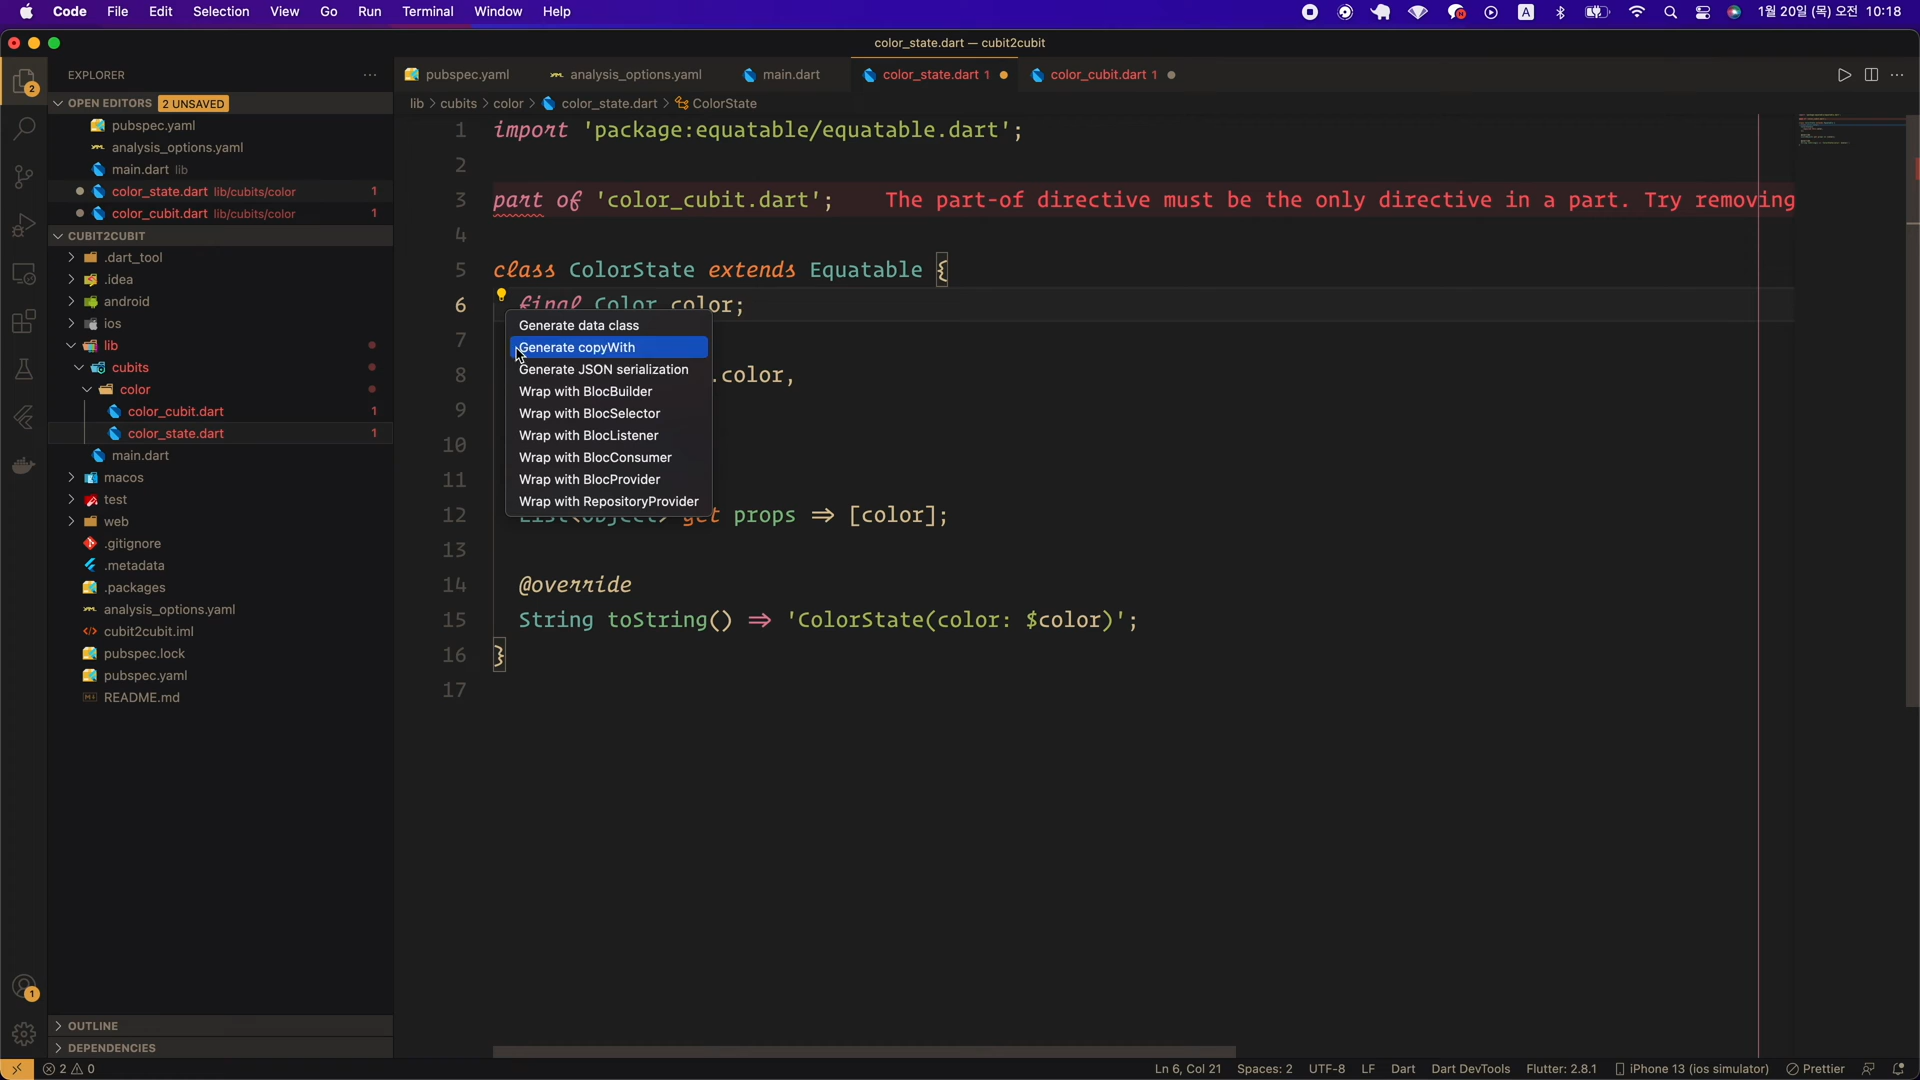 Code File Edit Selection View Go Run Terminal Window Help
A 1월 20일 (목) 오전 10:18
color_state.dart — cubit2cubit
EXPLORER
pubspec.yaml analysis_options.yaml main.dart color_state.dart 1 color_cubit.dart 1
2
OPEN EDITORS 2 UNSAVED
lib > cubits > color > color_state.dart > ColorState
pubspec.yaml
analysis_options.yaml
main.dart lib
color_state.dart lib/cubits/color 1
color_cubit.dart lib/cubits/color 1
CUBIT2CUBIT
.dart_tool
.idea
android
ios
lib
cubits
color
color_cubit.dart 1
color_state.dart 1
main.dart
macos
test
web
.gitignore
.metadata
.packages
analysis_options.yaml
cubit2cubit.iml
pubspec.lock
pubspec.yaml
README.md
OUTLINE
DEPENDENCIES
1
1 import 'package:equatable/equatable.dart';
2
3 part of 'color_cubit.dart'; The part-of directive must be the only directive in a part. Try removing
4
5 class ColorState extends Equatable {
6 final Color color;
7
8 .color,
9
10
11
12 List<Object> get props => [color];
13
14 @override
15 String toString() => 'ColorState(color: $color)';
16 }
17
Generate data class
Generate copyWith
Generate JSON serialization
Wrap with BlocBuilder
Wrap with BlocSelector
Wrap with BlocListener
Wrap with BlocConsumer
Wrap with BlocProvider
Wrap with RepositoryProvider
2 0
Ln 6, Col 21 Spaces: 2 UTF-8 LF Dart Dart DevTools Flutter: 2.8.1 iPhone 13 (ios simulator) Prettier